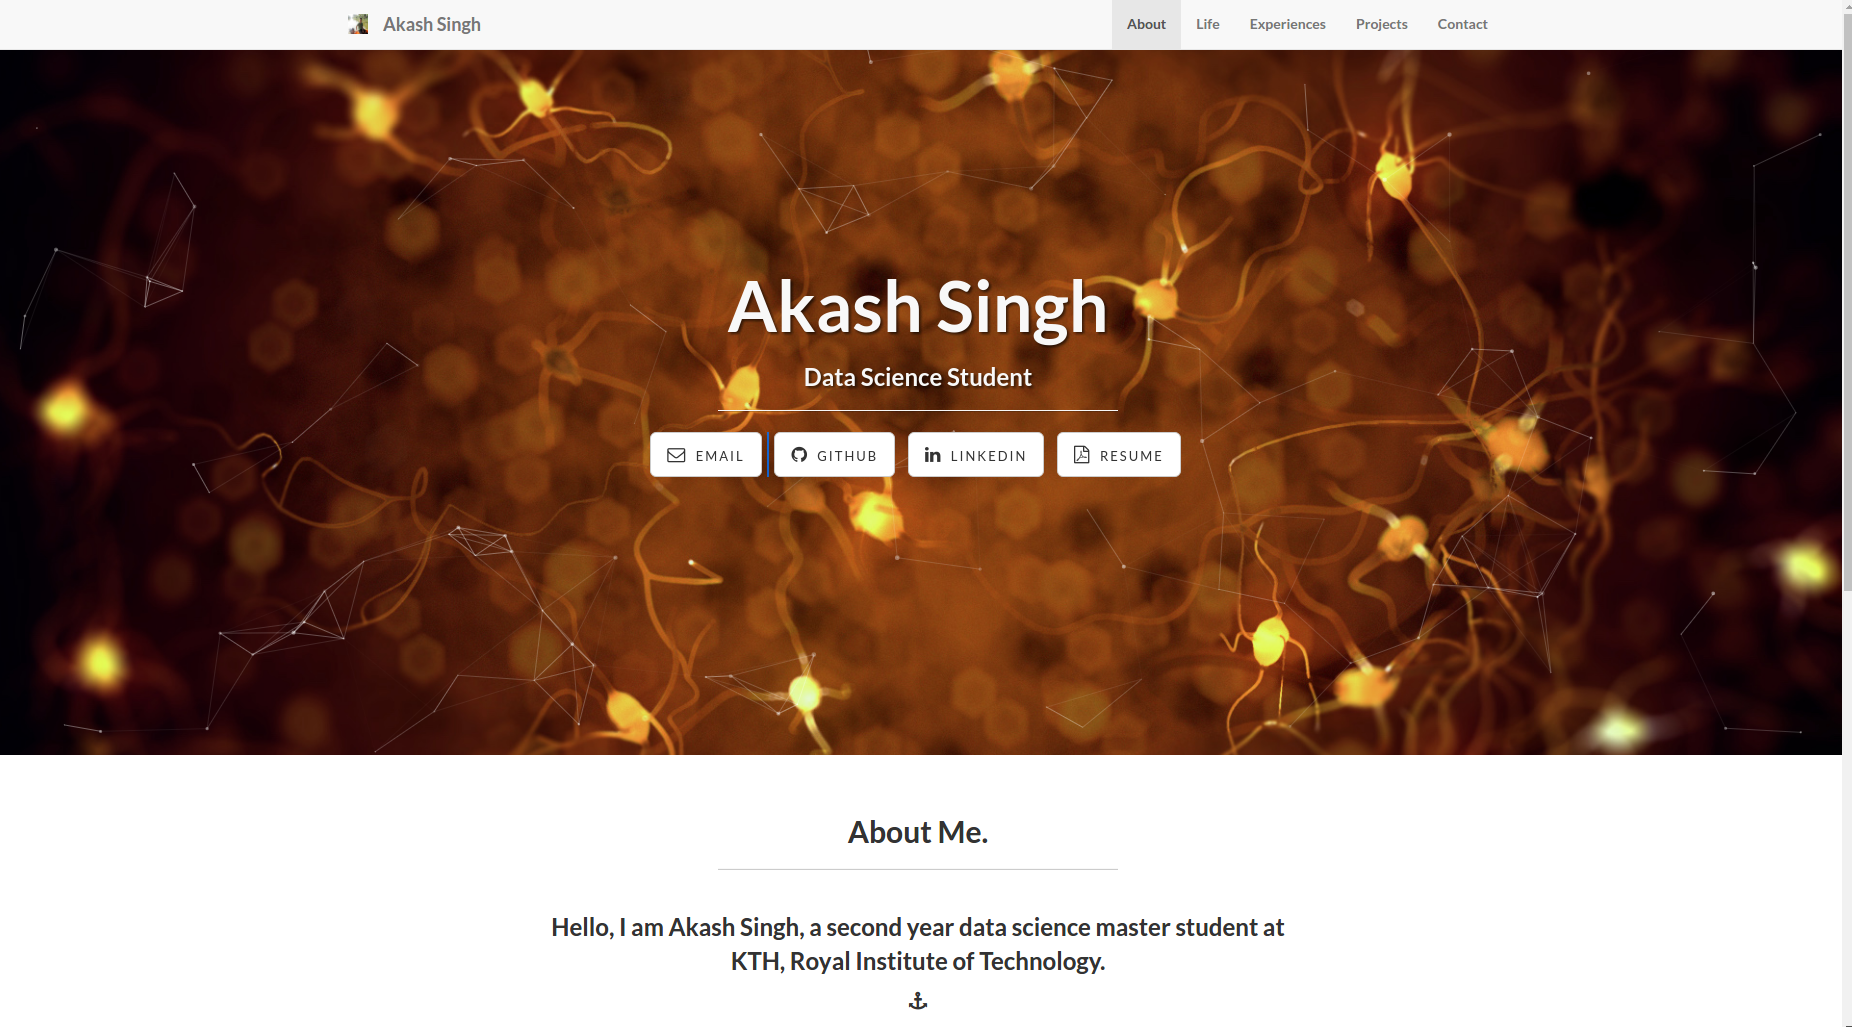 Akash Singh
About Life Experiences Projects Contact
Akash Singh
Data Science Student
EMAIL GITHUB LINKEDIN RESUME
About Me.
Hello, I am Akash Singh, a second year data science master student at
KTH, Royal Institute of Technology.